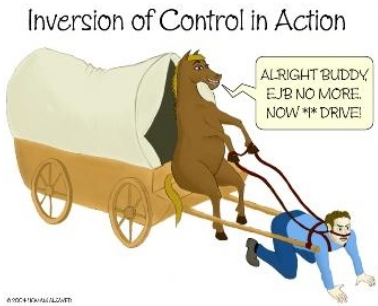 Inversion of Control in Action
ALRIGHT BUDDY,
EJB NO MORE.
NOW *I* DRIVE!